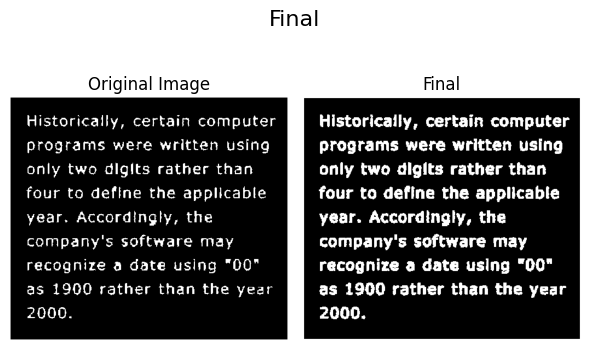 Final
Original Image
Historically, certain computer
programs were written using
only two digits rather than
four to define the applicable
year. Accordingly, the
company's software may
recognize a date using "00"
as 1900 rather than the year
2000.
Final
Historically, certain computer
programs were written using
only two digits rather than
four to define the applicable
year. Accordingly, the
company's software may
recognize a date using "00"
as 1900 rather than the year
2000.